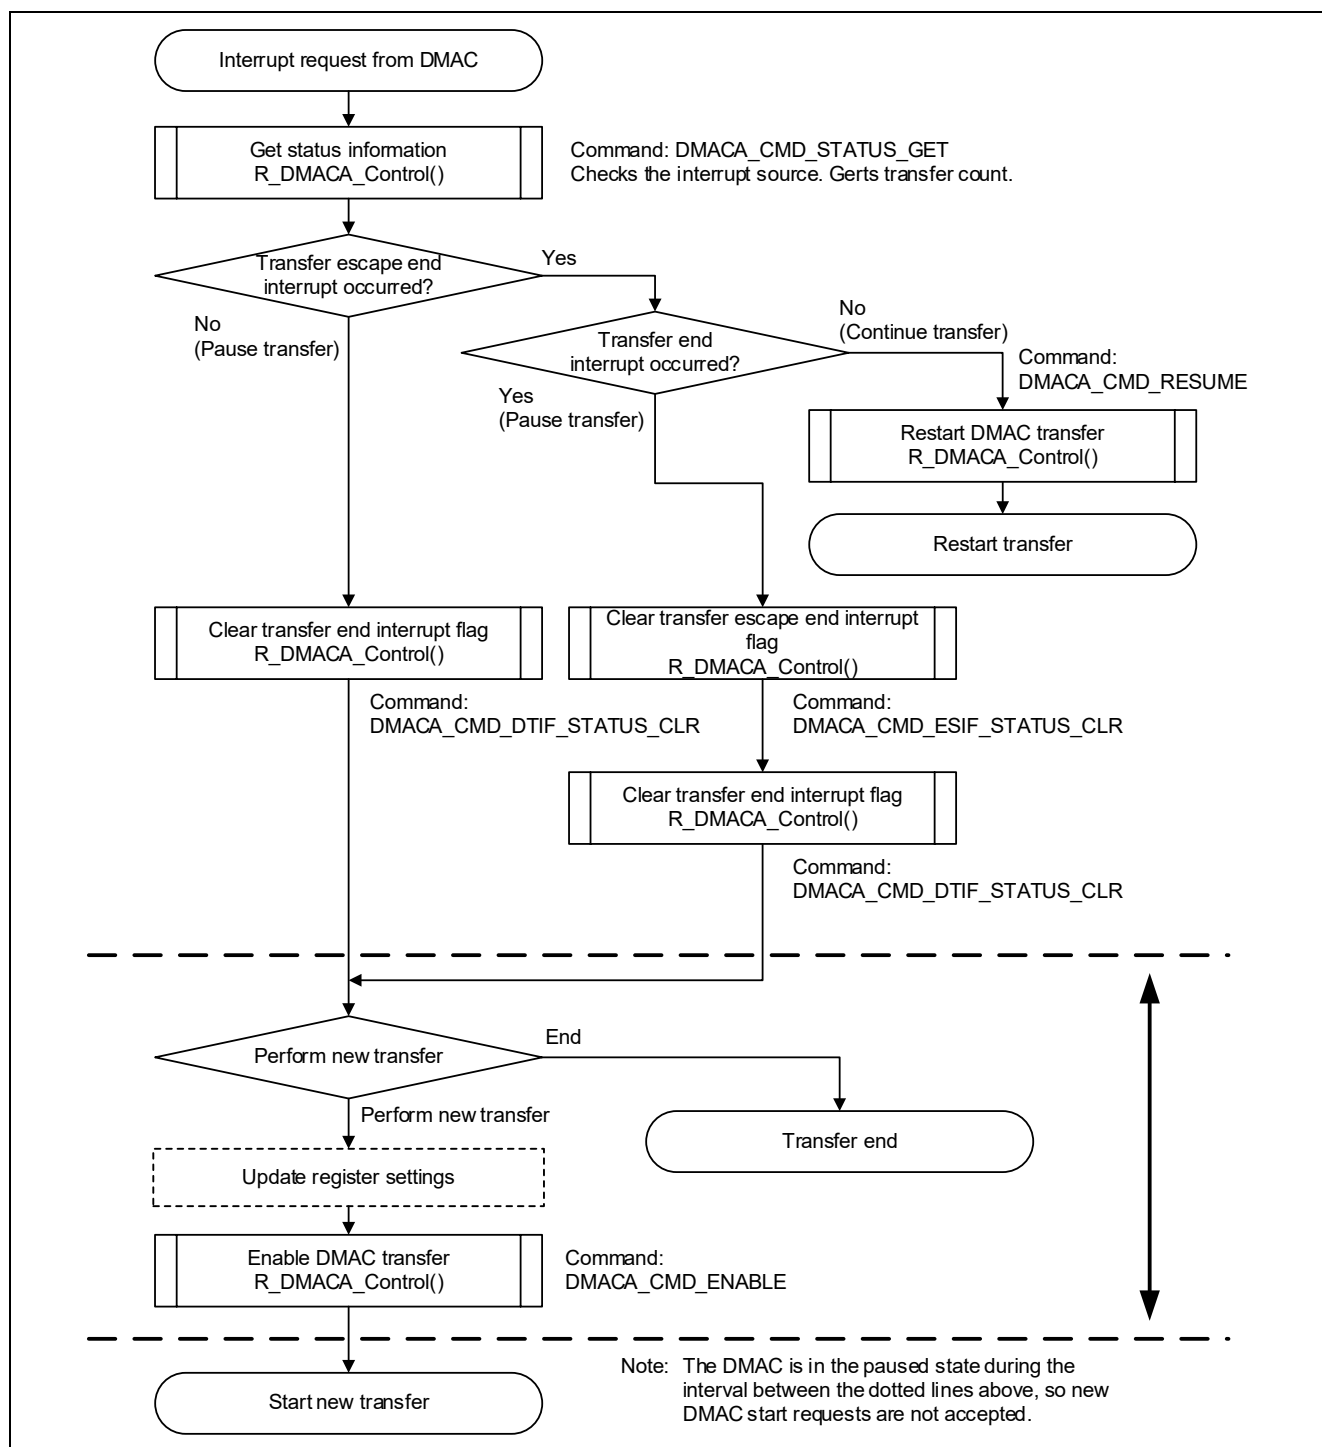 Interrupt request from DMAC
Get status information
R_DMACA_Control()
Command: DMACA_CMD_STATUS_GET
Checks the interrupt source. Gerts transfer count.
Transfer escape end
interrupt occurred?
Yes
No
(Pause transfer)
Transfer end
interrupt occurred?
No
(Continue transfer)
Yes
(Pause transfer)
Command:
DMACA_CMD_RESUME
Restart DMAC transfer
R_DMACA_Control()
Restart transfer
Clear transfer end interrupt flag
R_DMACA_Control()
Command:
DMACA_CMD_DTIF_STATUS_CLR
Clear transfer escape end interrupt
flag
R_DMACA_Control()
Command:
DMACA_CMD_ESIF_STATUS_CLR
Clear transfer end interrupt flag
R_DMACA_Control()
Command:
DMACA_CMD_DTIF_STATUS_CLR
Perform new transfer
End
Perform new transfer
Transfer end
Update register settings
Enable DMAC transfer
R_DMACA_Control()
Command:
DMACA_CMD_ENABLE
Start new transfer
Note: The DMAC is in the paused state during the
interval between the dotted lines above, so new
DMAC start requests are not accepted.